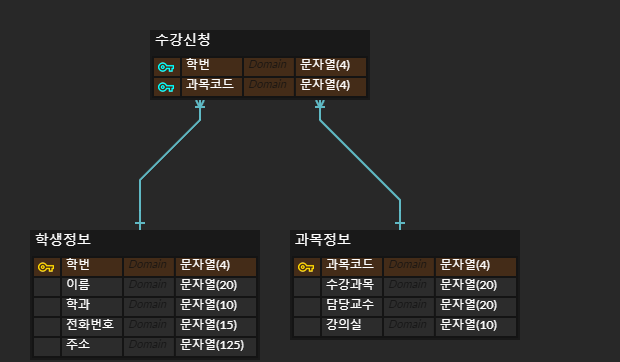 수강신청
학번 Domain 문자열(4)
과목코드 Domain 문자열(4)
학생정보
학번 Domain 문자열(4)
이름 Domain 문자열(20)
학과 Domain 문자열(10)
전화번호 Domain 문자열(15)
주소 Domain 문자열(125)
과목정보
과목코드 Domain 문자열(4)
수강과목 Domain 문자열(20)
담당교수 Domain 문자열(20)
강의실 Domain 문자열(10)